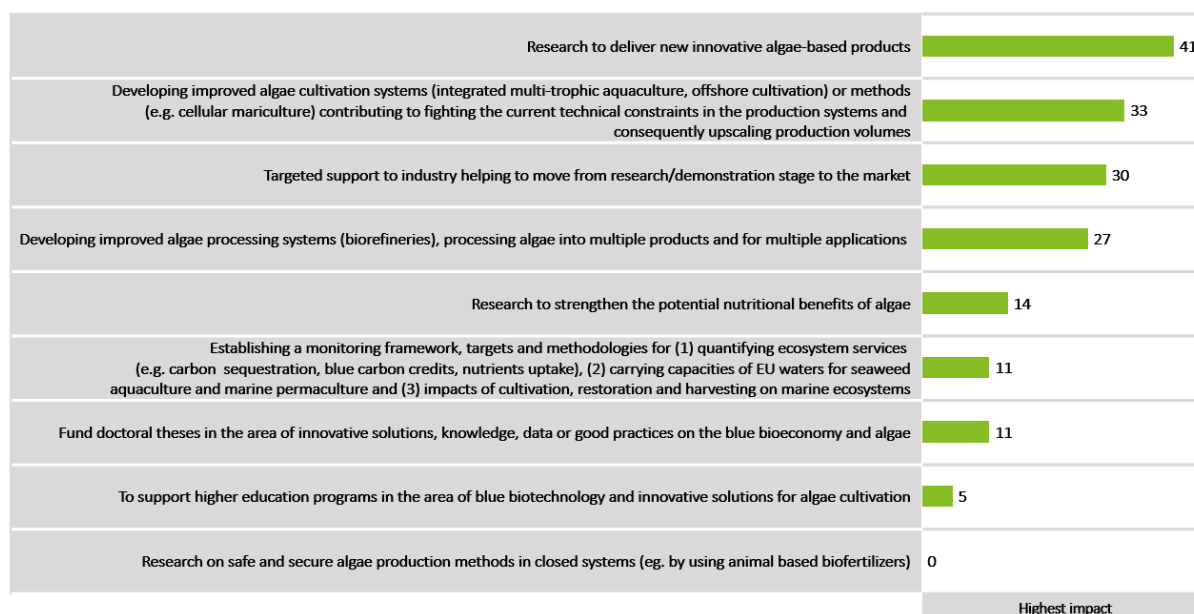 Research to deliver new innovative algae-based products
41
Developing improved algae cultivation systems (integrated multi-trophic aquaculture, offshore cultivation) or methods
(e.g. cellular mariculture) contributing to fighting the current technical constraints in the production systems and
consequently upscaling production volumes
33
Targeted support to industry helping to move from research/demonstration stage to the market
30
Developing improved algae processing systems (biorefineries), processing algae into multiple products and for multiple applications
27
Research to strengthen the potential nutritional benefits of algae
14
Establishing a monitoring framework, targets and methodologies for (1) quantifying ecosystem services
(e.g. carbon sequestration, blue carbon credits, nutrients uptake), (2) carrying capacities of EU waters for seaweed
aquaculture and marine permaculture and (3) impacts of cultivation, restoration and harvesting on marine ecosystems
11
Fund doctoral theses in the area of innovative solutions, knowledge, data or good practices on the blue bioeconomy and algae
11
To support higher education programs in the area of blue biotechnology and innovative solutions for algae cultivation
5
Research on safe and secure algae production methods in closed systems (eg. by using animal based biofertilizers)
0
Highest impact